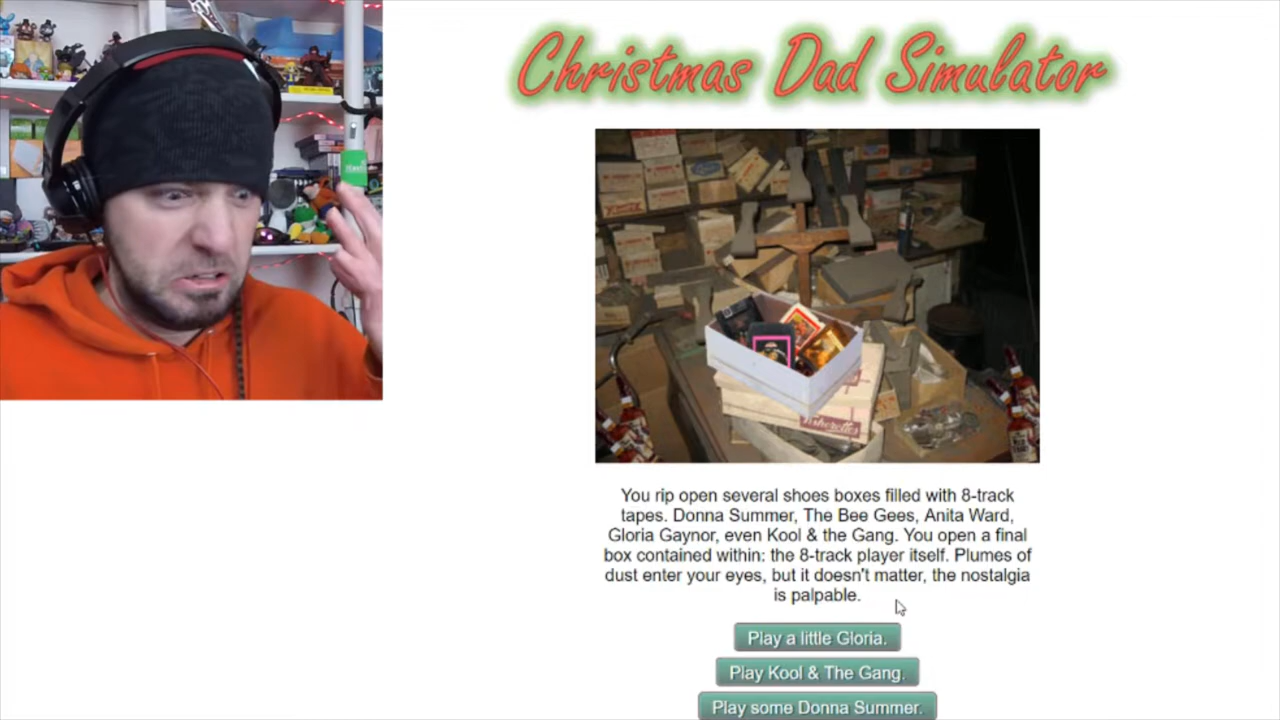 Christmas Dad Simulator
You rip open several shoes boxes filled with 8-track
tapes. Donna Summer, The Bee Gees, Anita Ward,
Gloria Gaynor, even Kool & the Gang. You open a final
box contained within: the 8-track player itself. Plumes of
dust enter your eyes, but it doesn't matter, the nostalgia
is palpable.
Play a little Gloria.
Play Kool & The Gang.
Play some Donna Summer.